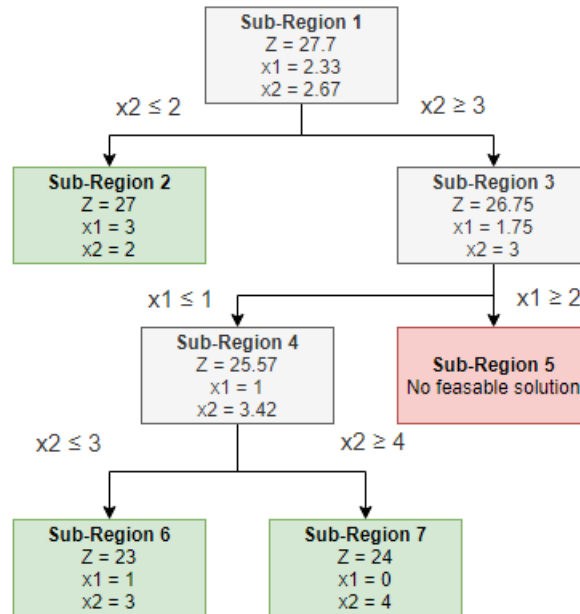 Sub-Region 1
Z = 27.7
x1 = 2.33
x2 = 2.67
x2 ≤ 2
x2 ≥ 3
Sub-Region 2
Z = 27
x1 = 3
x2 = 2
Sub-Region 3
Z = 26.75
x1 = 1.75
x2 = 3
x1 ≤ 1
x1 ≥ 2
Sub-Region 4
Z = 25.57
x1 = 1
x2 = 3.42
Sub-Region 5
No feasable solution
x2 ≤ 3
x2 ≥ 4
Sub-Region 6
Z = 23
x1 = 1
x2 = 3
Sub-Region 7
Z = 24
x1 = 0
x2 = 4